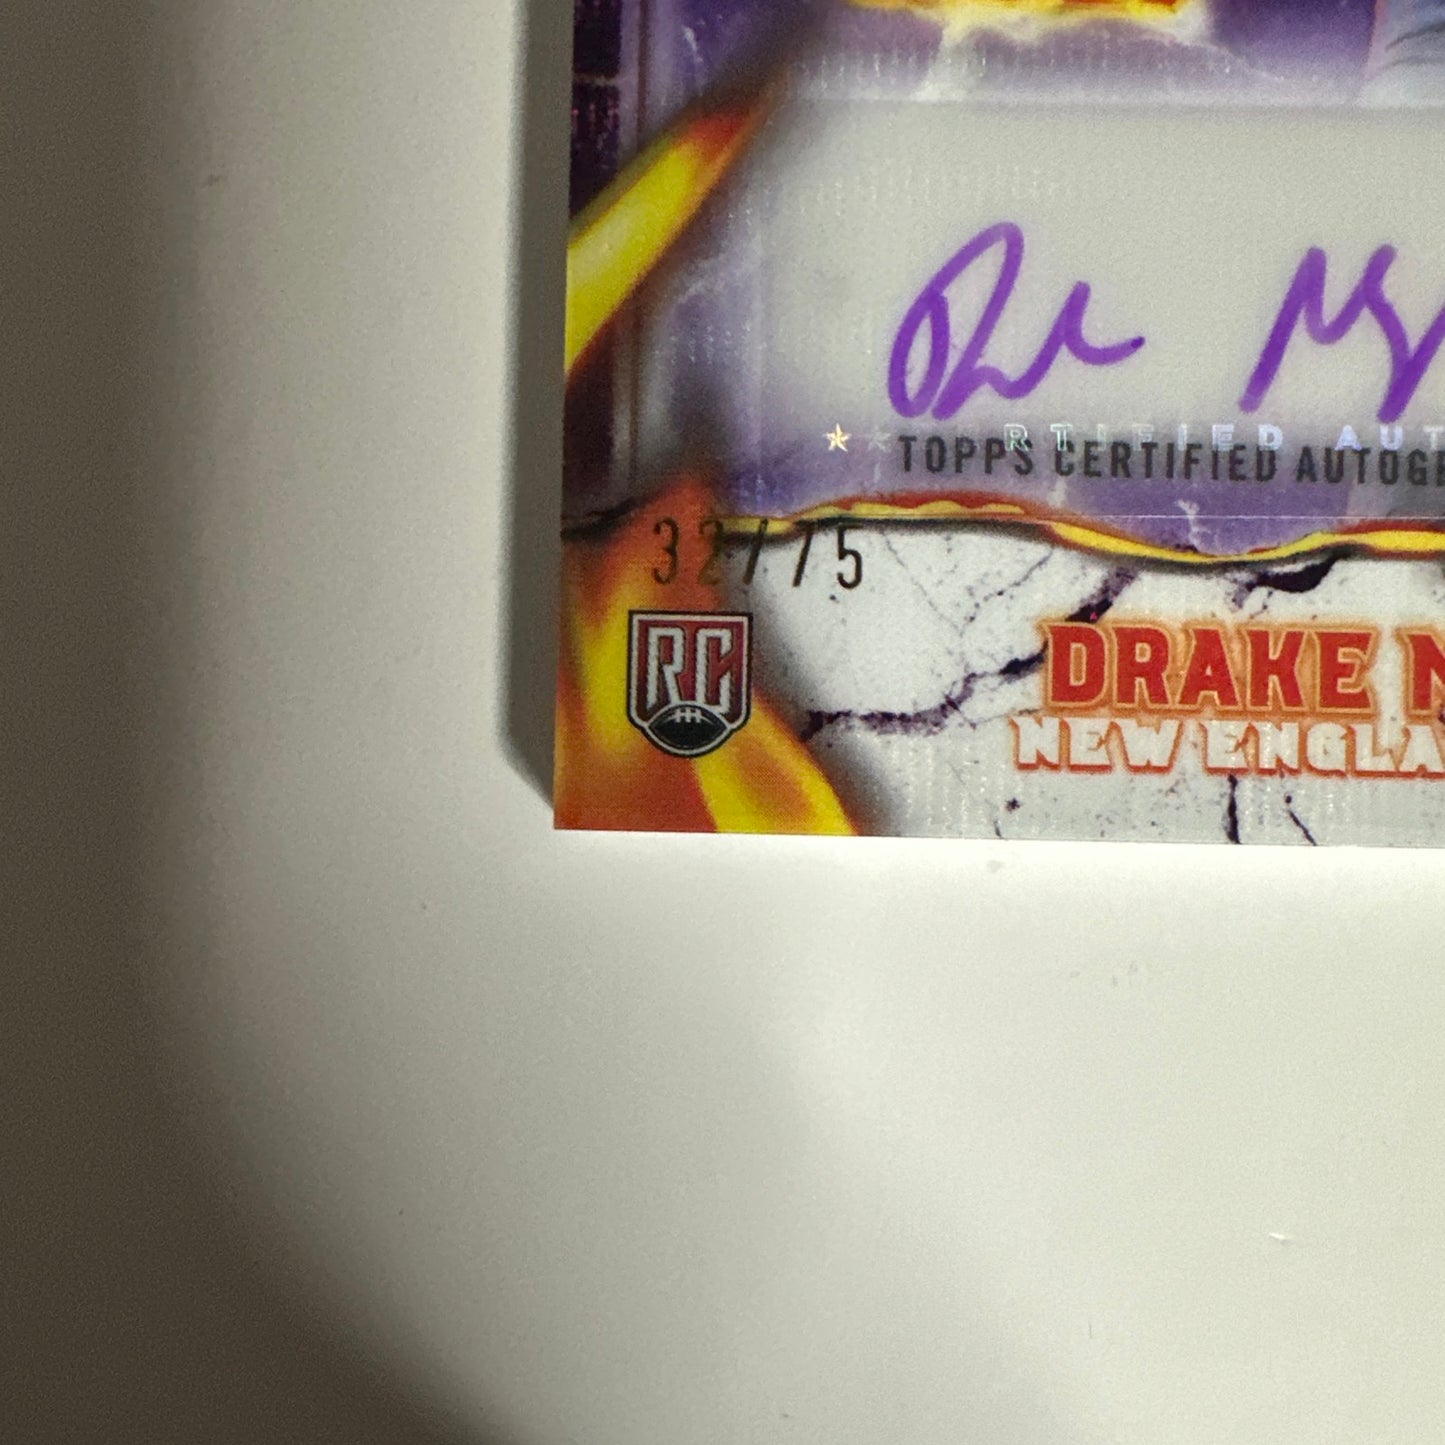 ★ ★ RTIFIED AUT
TOPPS CERTIFIED AUTOG
32/75
RC
DRAKE
NEW ENGLA